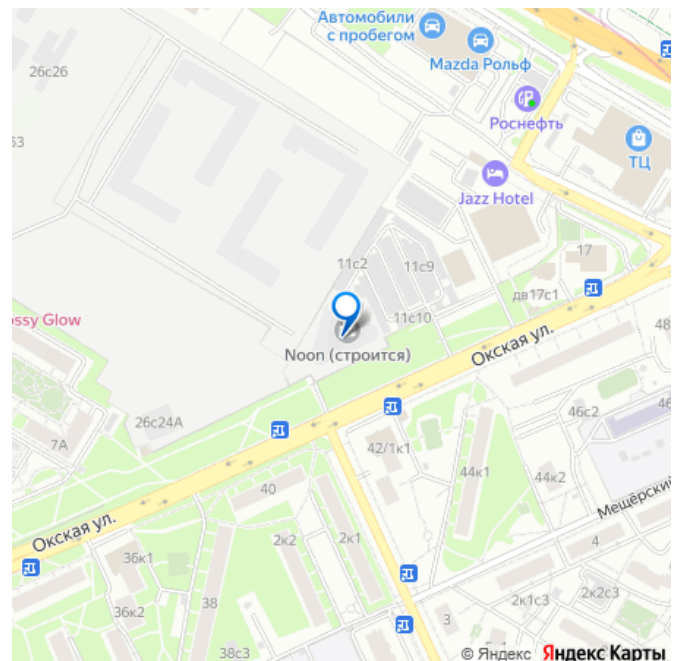 Автомобили
с пробегом
Mazda Рольф
26с26
Роснефть
53
ТЦ
Jazz Hotel
17
11с2
11с9
дв17с1
11с10
ossy Glow
Noon (строится)
Окская ул.
48
46с2
46
26с24А
7А
42/1к1
44к1
44к2
Мещёрский
40
Окская ул.
2к2
2к1
36к1
4
38
36к2
2к1с3
2к2с3
3
38с3
© Яндекс Яндекс Карты